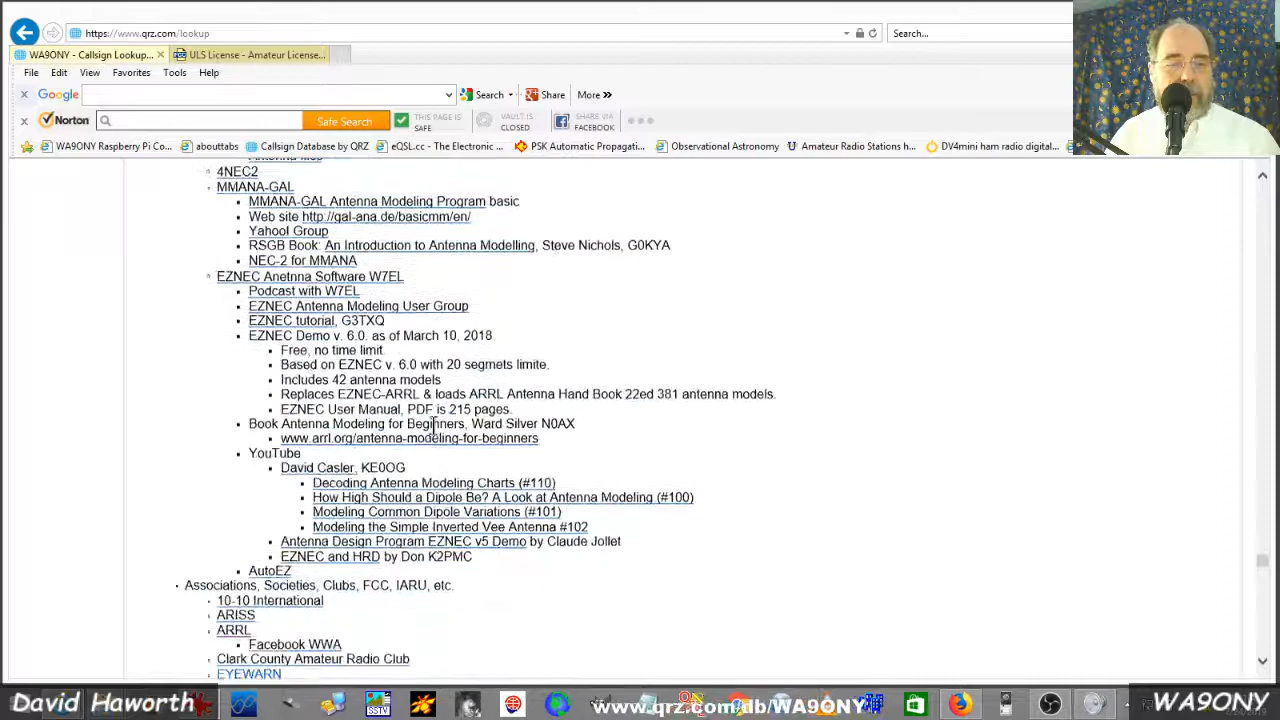 https://www.qrz.com/lookup
Search...
WA9ONY - Callsign Lookup...
ULS License - Amateur License...
File Edit View Favorites Tools Help
Google Search Share More »
Norton Safe Search THIS PAGE IS SAFE VAULT IS CLOSED SHARE VIA FACEBOOK
WA9ONY Raspberry Pi Co... abouttabs Callsign Database by QRZ eQSL.cc - The Electronic ... PSK Automatic Propagati... Observational Astronomy Amateur Radio Stations h... DV4mini ham radio digital...
4NEC2
MMANA-GAL
MMANA-GAL Antenna Modeling Program basic
Web site http://gal-ana.de/basicmm/en/
Yahool Group
RSGB Book: An Introduction to Antenna Modelling, Steve Nichols, G0KYA
NEC-2 for MMANA
EZNEC Anetnna Software W7EL
Podcast with W7EL
EZNEC Antenna Modeling User Group
EZNEC tutorial, G3TXQ
EZNEC Demo v. 6.0. as of March 10, 2018
Free, no time limit.
Based on EZNEC v. 6.0 with 20 segmets limite.
Includes 42 antenna models
Replaces EZNEC-ARRL & loads ARRL Antenna Hand Book 22ed 381 antenna models.
EZNEC User Manual, PDF is 215 pages.
Book Antenna Modeling for Beginners, Ward Silver N0AX
www.arrl.org/antenna-modeling-for-beginners
YouTube
David Casler, KE0OG
Decoding Antenna Modeling Charts (#110)
How High Should a Dipole Be? A Look at Antenna Modeling (#100)
Modeling Common Dipole Variations (#101)
Modeling the Simple Inverted Vee Antenna #102
Antenna Design Program EZNEC v5 Demo by Claude Jollet
EZNEC and HRD by Don K2PMC
AutoEZ
Associations, Societies, Clubs, FCC, IARU, etc.
10-10 International
ARISS
ARRL
Facebook WWA
Clark County Amateur Radio Club
EYEWARN
David Haworth www.qrz.com/db/WA9ONY WA9ONY
SSTV